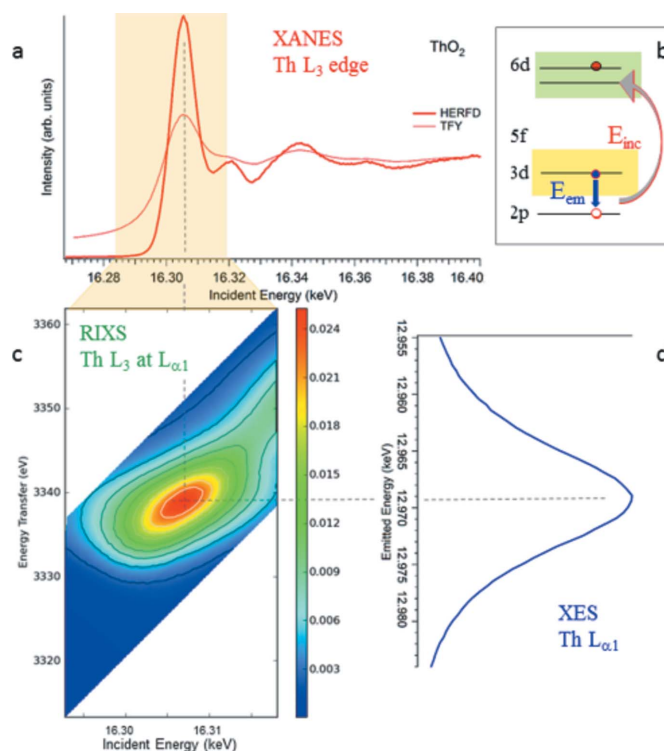 a
XANES
Th L3 edge
ThO2
HERFD
TFY
Intensity (arb. units)
16.28 16.30 16.32 16.34 16.36 16.38 16.40
Incident Energy (keV)
b
6d
5f
3d
2p
Einc
Eem
c
RIXS
Th L3 at Lα1
Energy Transfer (eV)
3360
3350
3340
3330
3320
16.30 16.31
Incident Energy (keV)
0.024
0.021
0.018
0.015
0.012
0.009
0.006
0.003
d
Emitted Energy (keV)
12.955
12.960
12.965
12.970
12.975
12.980
XES
Th Lα1